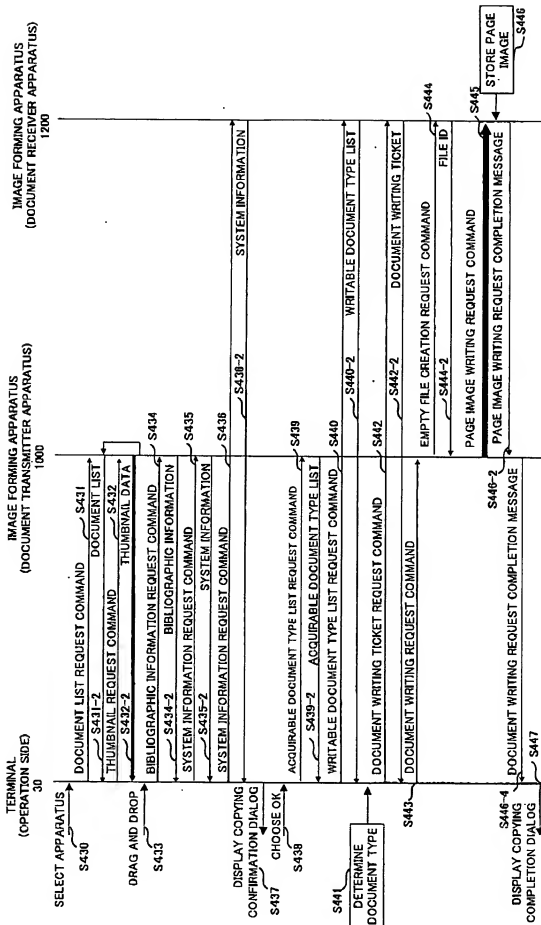 TERMINAL
(OPERATION SIDE)
30
IMAGE FORMING APPARATUS
(DOCUMENT TRANSMITTER APPARATUS)
1000
IMAGE FORMING APPARATUS
(DOCUMENT RECEIVER APPARATUS)
1200
SELECT APPARATUS
S430
DOCUMENT LIST REQUEST COMMAND
S431
S431-2
DOCUMENT LIST
THUMBNAIL REQUEST COMMAND
S432
S432-2
THUMBNAIL DATA
DRAG AND DROP
S433
BIBLIOGRAPHIC INFORMATION REQUEST COMMAND
S434
S434-2
BIBLIOGRAPHIC INFORMATION
SYSTEM INFORMATION REQUEST COMMAND
S435
S435-2
SYSTEM INFORMATION
SYSTEM INFORMATION REQUEST COMMAND
S436
S438-2
SYSTEM INFORMATION
DISPLAY COPYING
CONFIRMATION DIALOG
S437
CHOOSE OK
S438
ACQUIRABLE DOCUMENT TYPE LIST REQUEST COMMAND
S439
S439-2
ACQUIRABLE DOCUMENT TYPE LIST
WRITABLE DOCUMENT TYPE LIST REQUEST COMMAND
S440
S440-2
WRITABLE DOCUMENT TYPE LIST
S441
DETERMINE
DOCUMENT TYPE
DOCUMENT WRITING TICKET REQUEST COMMAND
S442
S442-2
DOCUMENT WRITING TICKET
DOCUMENT WRITING REQUEST COMMAND
S443
EMPTY FILE CREATION REQUEST COMMAND
S444
S444-2
FILE ID
PAGE IMAGE WRITING REQUEST COMMAND
S445
STORE PAGE
IMAGE
S446
PAGE IMAGE WRITING REQUEST COMPLETION MESSAGE
S446-2
DOCUMENT WRITING REQUEST COMPLETION MESSAGE
S446-4
DISPLAY COPYING
COMPLETION DIALOG
S447